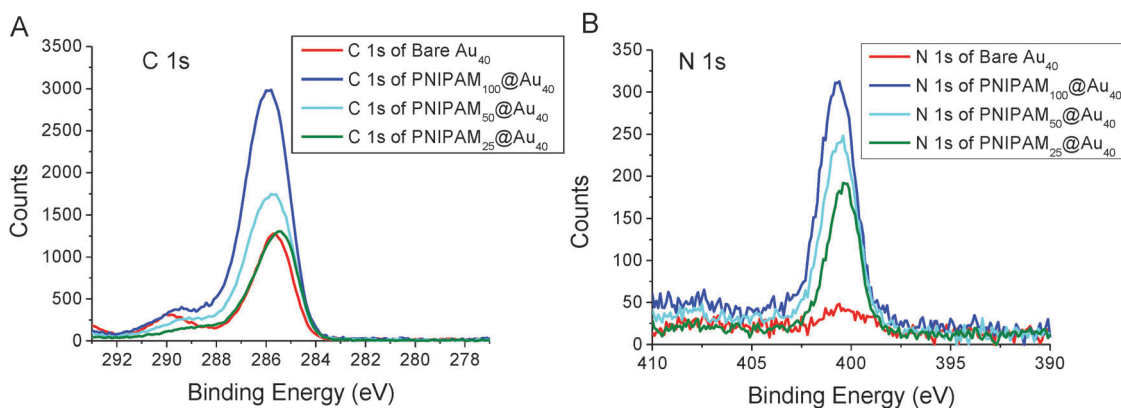 A
C 1s
C 1s of Bare Au₄₀
C 1s of PNIPAM₁₀₀@Au₄₀
C 1s of PNIPAM₅₀@Au₄₀
C 1s of PNIPAM₂₅@Au₄₀
3500
3000
2500
2000
1500
1000
500
0
Counts
292 290 288 286 284 282 280 278
Binding Energy (eV)
B
N 1s
N 1s of Bare Au₄₀
N 1s of PNIPAM₁₀₀@Au₄₀
N 1s of PNIPAM₅₀@Au₄₀
N 1s of PNIPAM₂₅@Au₄₀
350
300
250
200
150
100
50
0
Counts
410 405 400 395 390
Binding Energy (eV)